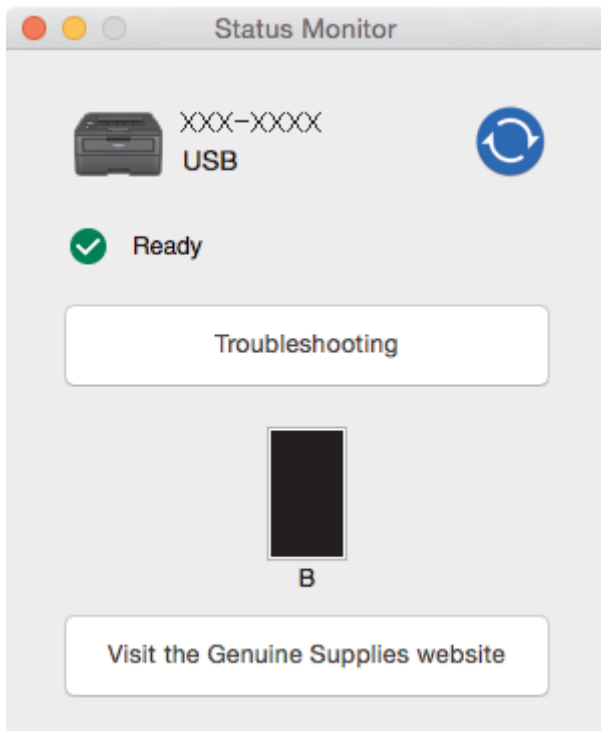 Status Monitor
XXX-XXXX
USB
Ready
Troubleshooting
B
Visit the Genuine Supplies website